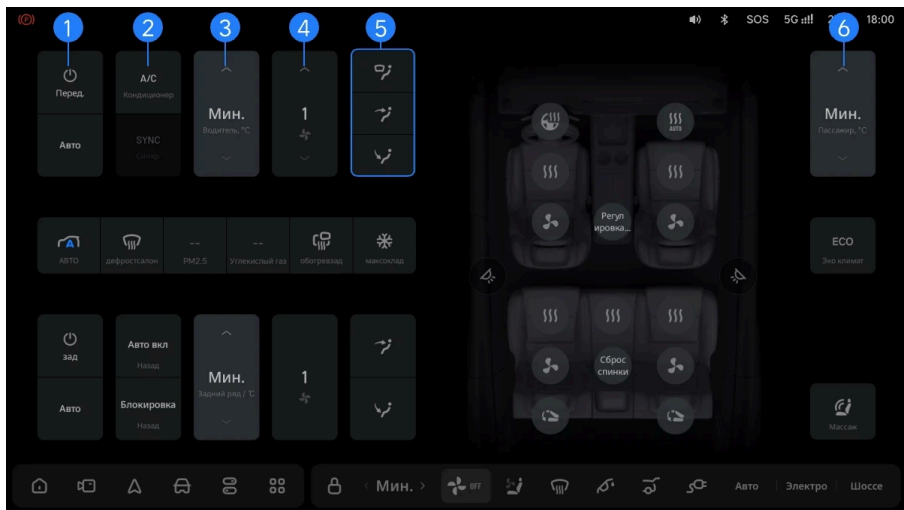 (P) 1 2 3 4 5 SOS 5G 6 18:00
Перед.
A/C
Кондиционер
Мин.
Водитель, °C
1
Мин.
Пассажир, °C
Авто
SYNC
AUTO
Регул
ировка...
A
АВТО
дефростсалон
--
PM2.5
--
Углекислый газ
обогревзад
максохлад
ECO
Эко климат
зад
Авто вкл
Назад
Мин.
Задний ряд / °C
1
Сброс
спинки
Авто
Блокировка
Назад
Массаж
Мин. OFF Авто Электро Шоссе